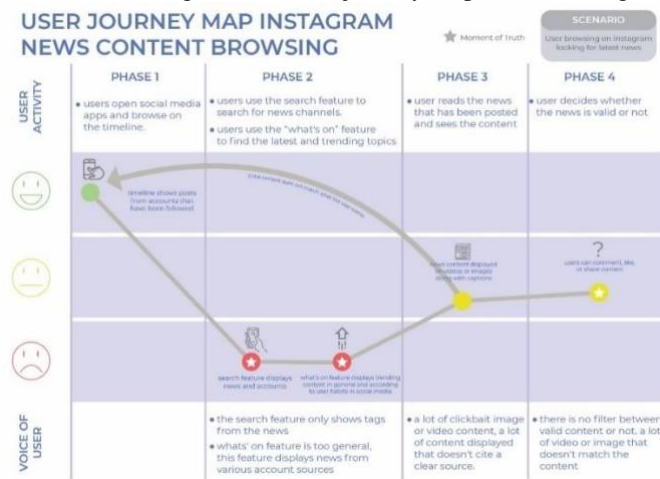 USER JOURNEY MAP INSTAGRAM
NEWS CONTENT BROWSING
Moment of Truth
SCENARIO
User browsing on instagram
looking for latest news
USER
ACTIVITY
PHASE 1
PHASE 2
PHASE 3
PHASE 4
• users open social media
apps and browse on
the timeline.
• users use the search feature to
search for news channels.
• users use the "what's on" feature
to find the latest and trending topics
• user reads the news
that has been posted
and sees the content
• user decides whether
the news is valid or not
timeline shows posts
from accounts that
have been followed
if the content does not match what the user wants
news content displayed
in videos or images
along with captions
?
users can comment, like,
or share content
search feature displays
news and accounts
what's on feature displays trending
content in general and according
to user habits in social media
VOICE OF
USER
• the search feature only shows tags
from the news
• whats' on feature is too general,
this feature displays news from
various account sources
• a lot of clickbait image
or video content, a lot
of content displayed
that doesn't cite a
clear source.
• there is no filter between
valid content or not, a lot
of video or image that
doesn't match the
content